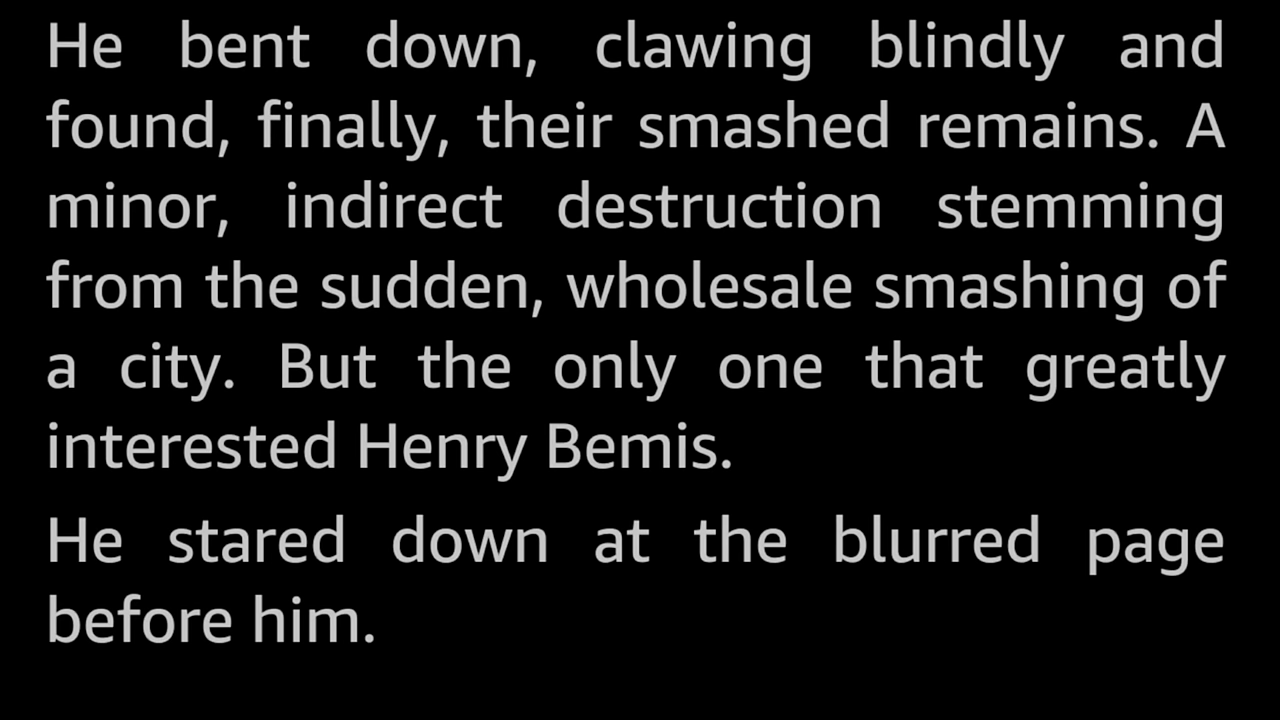 He bent down, clawing blindly and
found, finally, their smashed remains. A
minor, indirect destruction stemming
from the sudden, wholesale smashing of
a city. But the only one that greatly
interested Henry Bemis.
He stared down at the blurred page
before him.